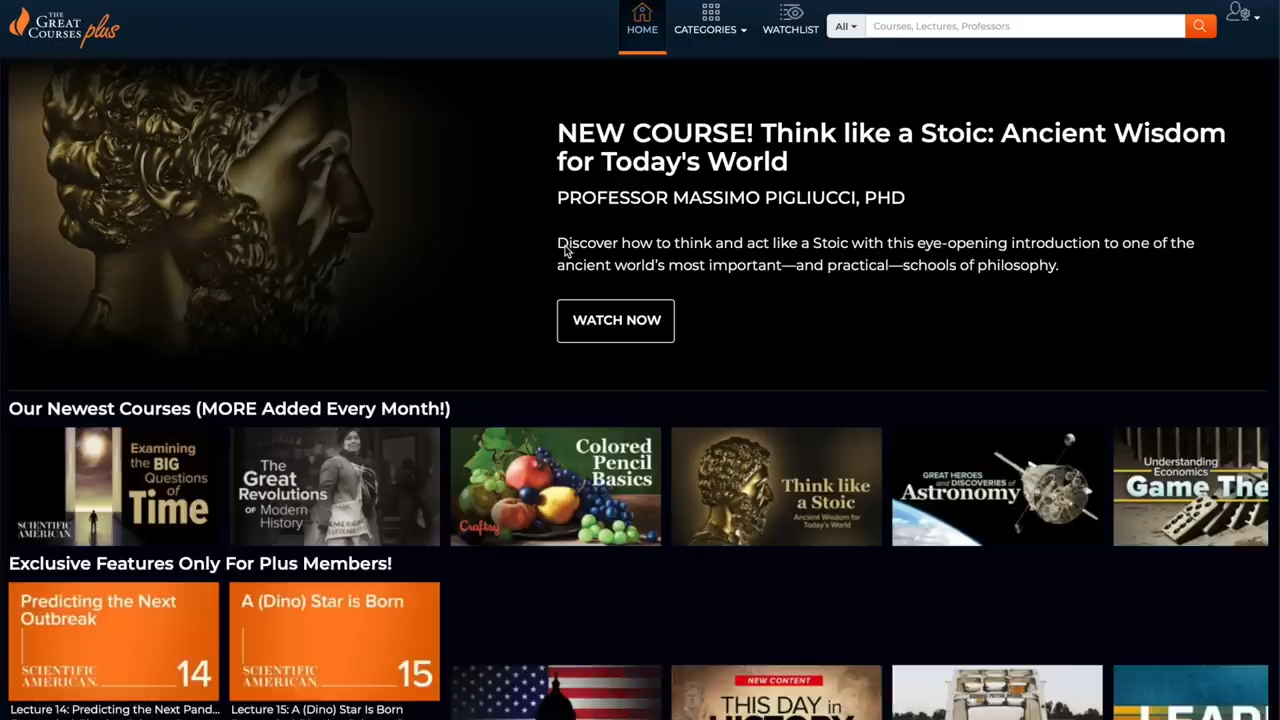 THE
GREAT
COURSES plus
HOME
CATEGORIES
WATCHLIST
All
Courses, Lectures, Professors
NEW COURSE! Think like a Stoic: Ancient Wisdom
for Today's World
PROFESSOR MASSIMO PIGLIUCCI, PHD
Discover how to think and act like a Stoic with this eye-opening introduction to one of the
ancient world's most important—and practical—schools of philosophy.
WATCH NOW
Our Newest Courses (MORE Added Every Month!)
Examining
the BIG
Questions
of
Time
SCIENTIFIC
AMERICAN
The
Great
Revolutions
OF Modern
History
Colored
Pencil
Basics
Craftsy
Think like
a Stoic
Ancient Wisdom for
Today's World
GREAT HEROES
and DISCOVERIES OF
Astronomy
Understanding
Economics
Game The
Exclusive Features Only For Plus Members!
Predicting the Next
Outbreak
SCIENTIFIC
AMERICAN
14
A (Dino) Star is Born
SCIENTIFIC
AMERICAN
15
NEW CONTENT
THIS DAY in
Lecture 14: Predicting the Next Pand...
Lecture 15: A (Dino) Star Is Born